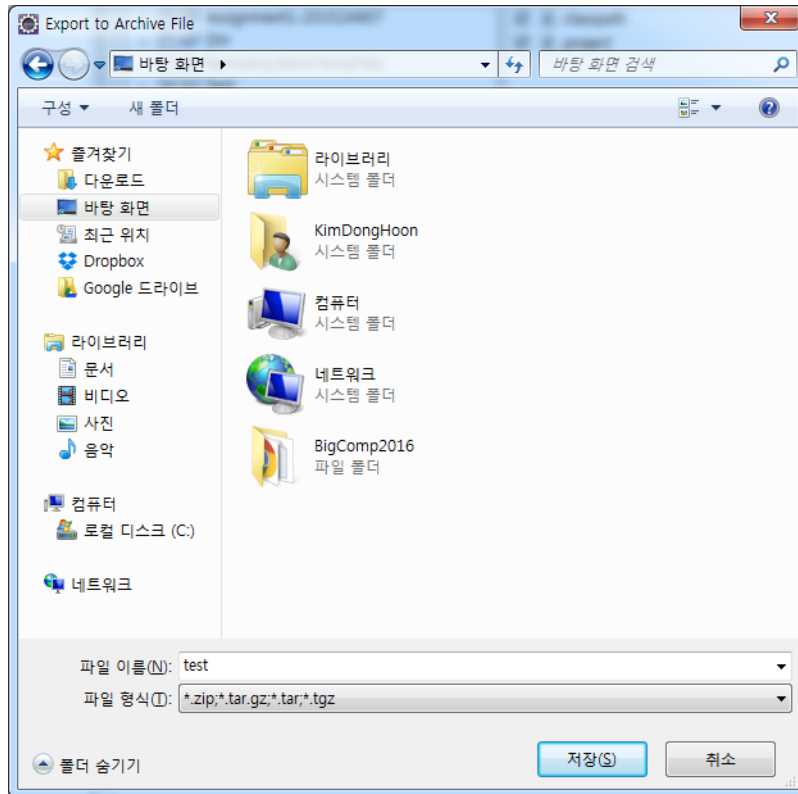 Export to Archive File
바탕 화면
바탕 화면 검색
구성
새 폴더
즐겨찾기
다운로드
바탕 화면
최근 위치
Dropbox
Google 드라이브
라이브러리
문서
비디오
사진
음악
컴퓨터
로컬 디스크 (C:)
네트워크
라이브러리
시스템 폴더
KimDongHoon
시스템 폴더
컴퓨터
시스템 폴더
네트워크
시스템 폴더
BigComp2016
파일 폴더
파일 이름(N): test
파일 형식(T): *.zip;*.tar.gz;*.tar;*.tgz
폴더 숨기기
저장(S)
취소